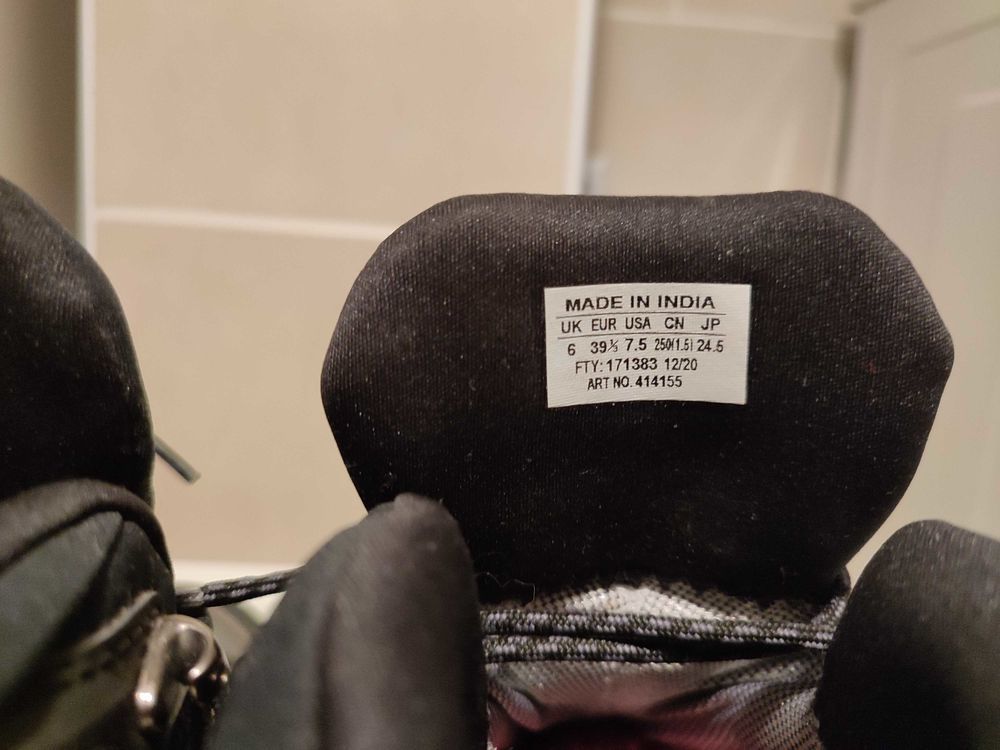 MADE IN INDIA
UK EUR USA CN JP
6 39⅓ 7.5 250(1.5) 24.5
FTY: 171383 12/20
ART NO. 414155